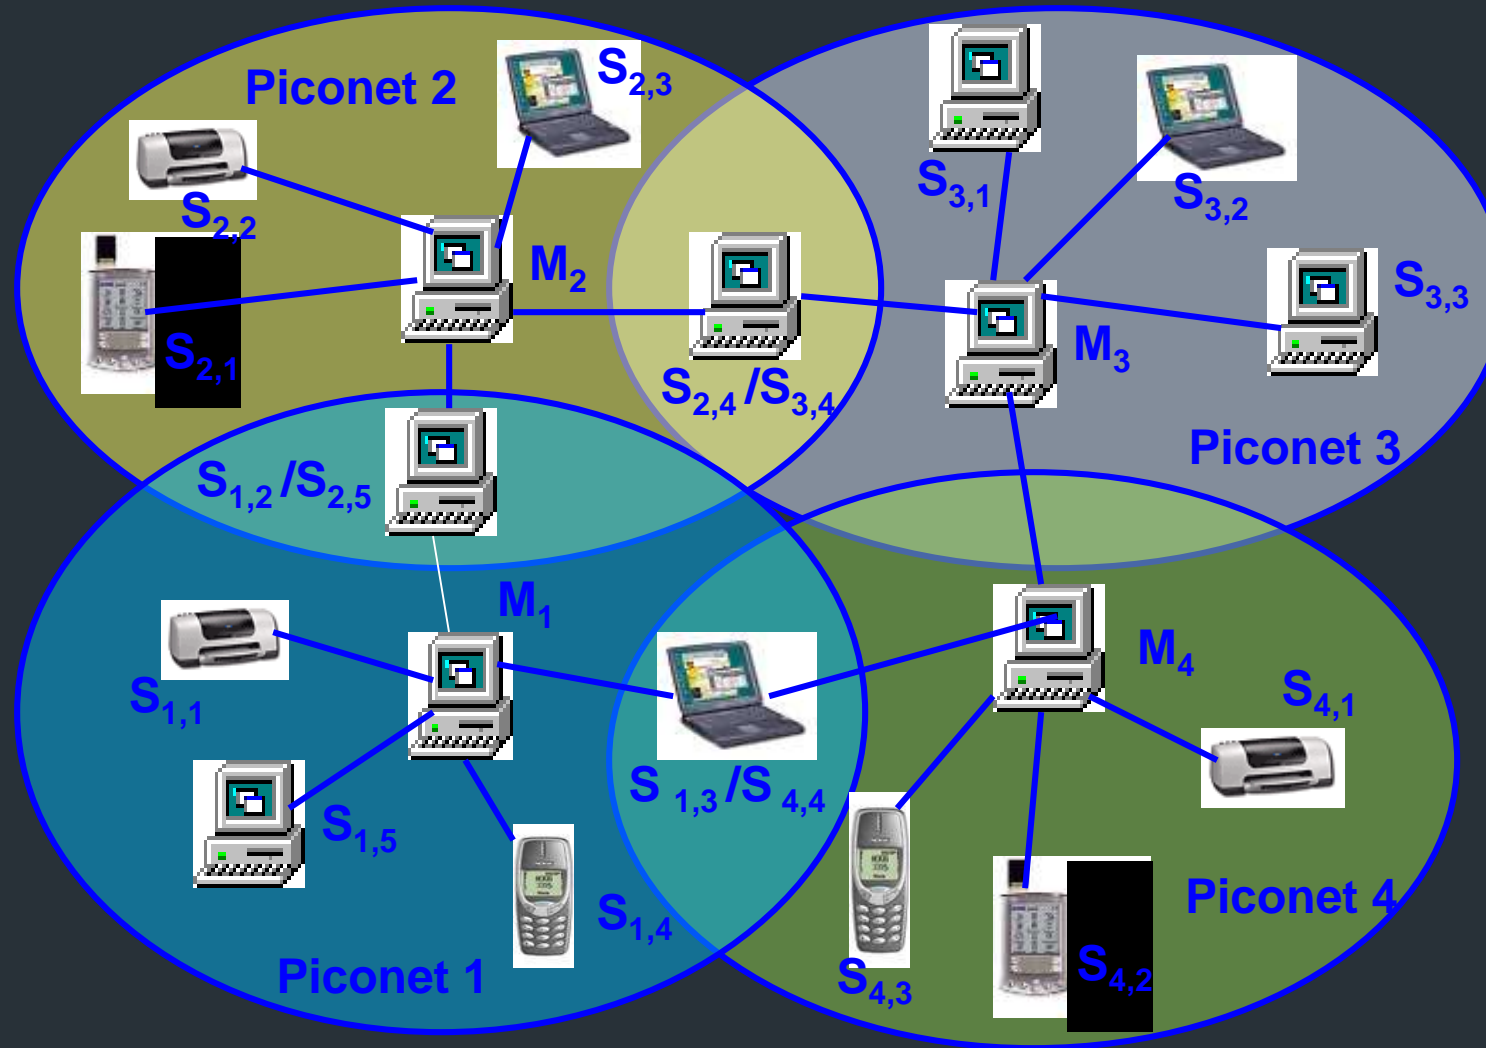 Piconet 2
S2,3
S2,2
S2,1
M2
S2,4 /S3,4
S3,1
S3,2
S3,3
M3
Piconet 3
S1,2 /S2,5
M1
S1,1
S1,5
S1,4
S 1,3 /S 4,4
Piconet 1
M4
S4,1
S4,3
S4,2
Piconet 4